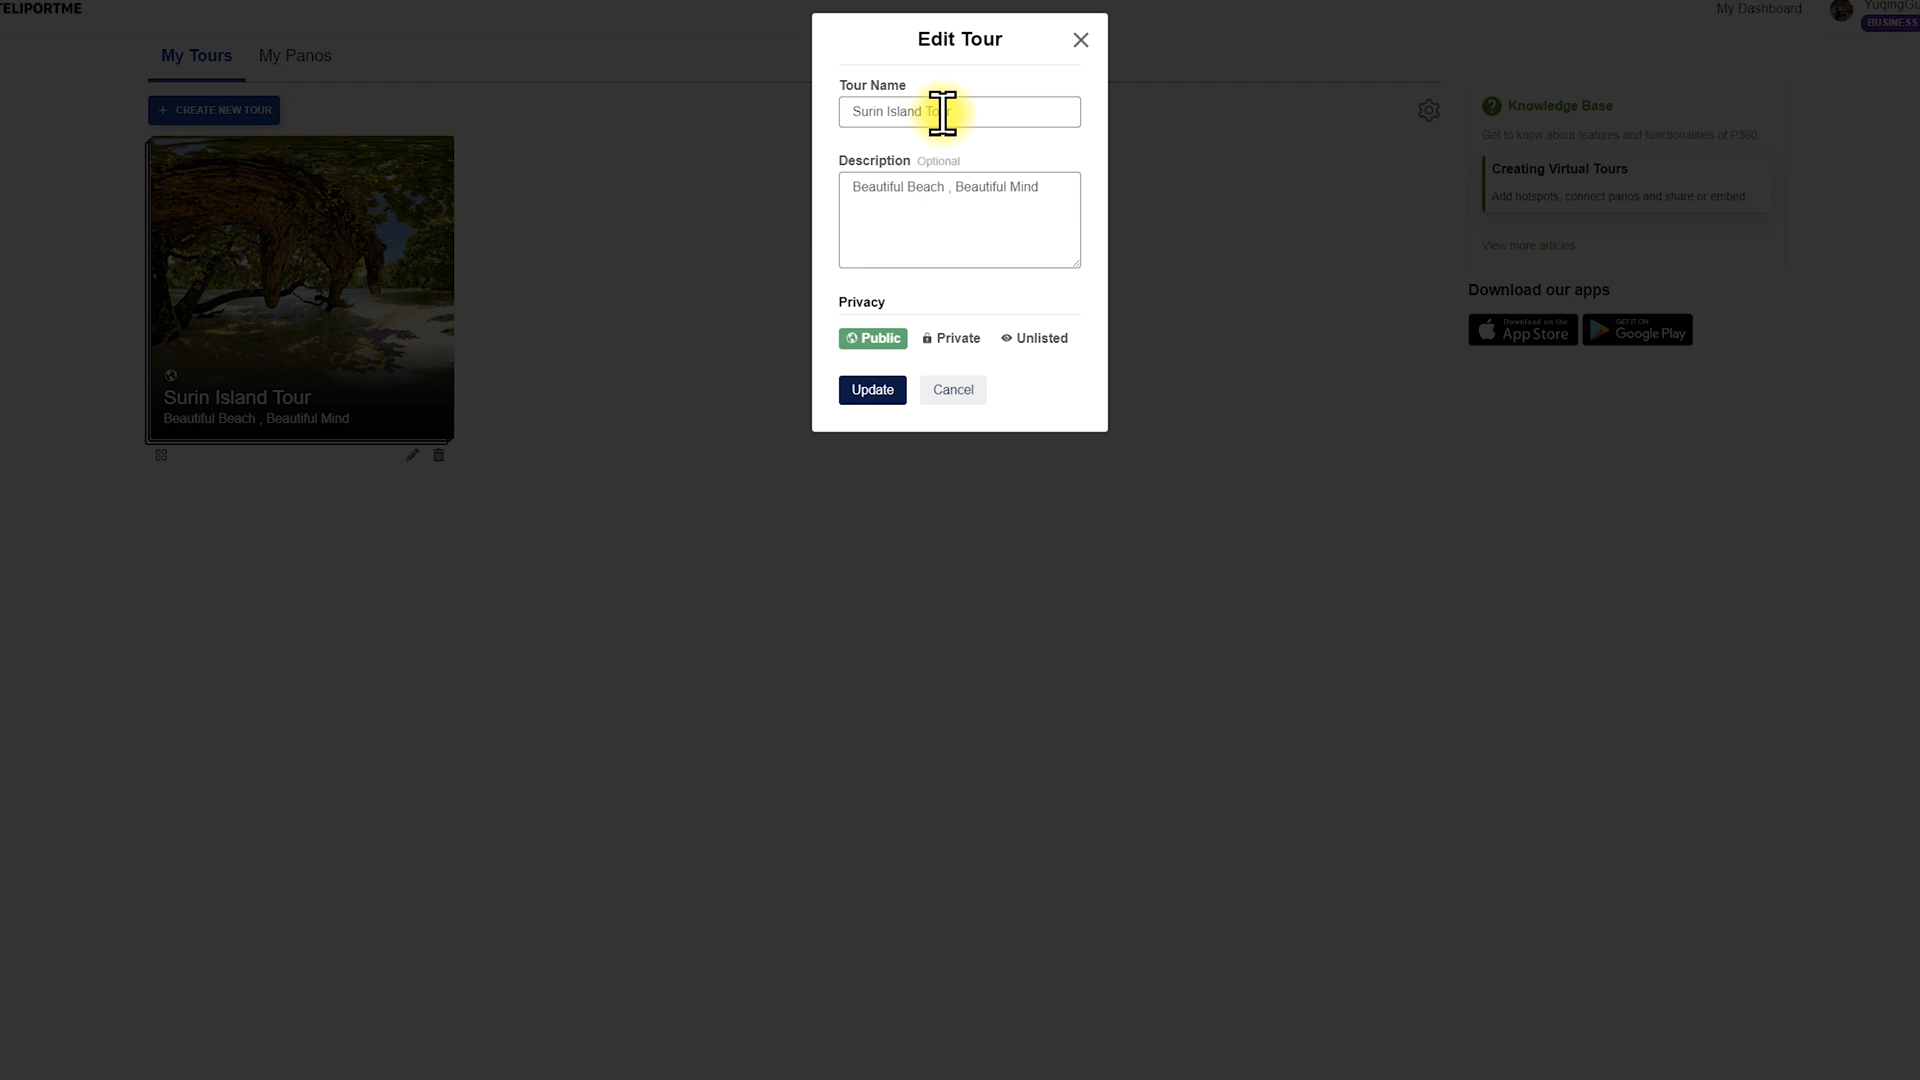 TELIPORTME
My Dashboard
BUSINESS
My Tours
My Panos
+ CREATE NEW TOUR
Surin Island Tour
Beautiful Beach , Beautiful Mind
Edit Tour
Tour Name
Surin Island Tour
Description Optional
Beautiful Beach , Beautiful Mind
Privacy
Public
Private
Unlisted
Update
Cancel
Knowledge Base
Get to know about features and functionalities of P360.
Creating Virtual Tours
Add hotspots, connect panos and share or embed.
View more articles
Download our apps
Download on the
App Store
GET IT ON
Google Play